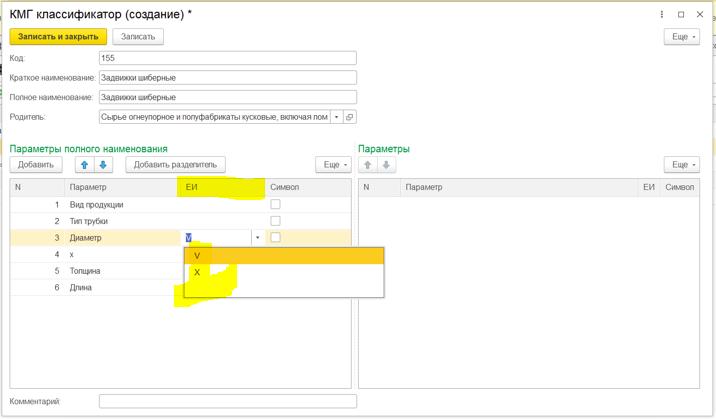 КМГ классификатор (создание) *
Записать и закрыть Записать Еще
Код: 155
Краткое наименование: Задвижки шиберные
Полное наименование: Задвижки шиберные
Родитель: Сырье огнеупорное и полуфабрикаты кусковые, включая пом
Параметры полного наименования Параметры
Добавить Добавить разделитель Еще Еще
N Параметр ЕИ Символ N Параметр ЕИ Символ
1 Вид продукции
2 Тип трубки
3 Диаметр V
4 х V
5 Толщина X
6 Длина
Комментарий: